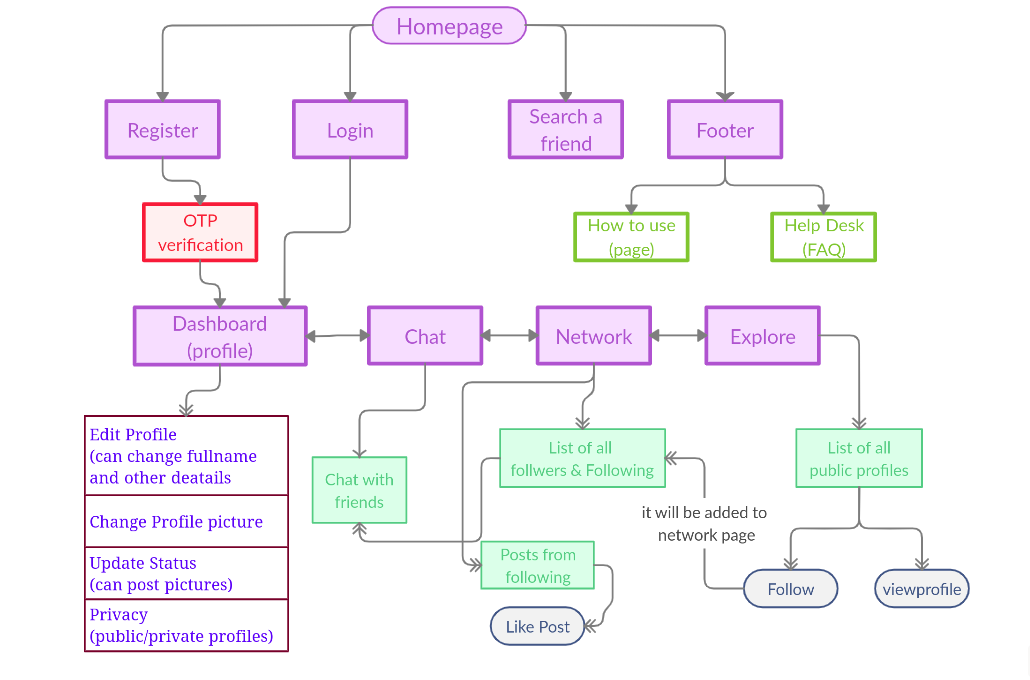 Homepage
Register
Login
Search a
friend
Footer
OTP
verification
How to use
(page)
Help Desk
(FAQ)
Dashboard
(profile)
Chat
Network
Explore
Edit Profile
(can change fullname
and other deatails
Change Profile picture
Update Status
(can post pictures)
Privacy
(public/private profiles)
Chat with
friends
List of all
follwers & Following
List of all
public profiles
it will be added to
network page
Posts from
following
Like Post
Follow
viewprofile